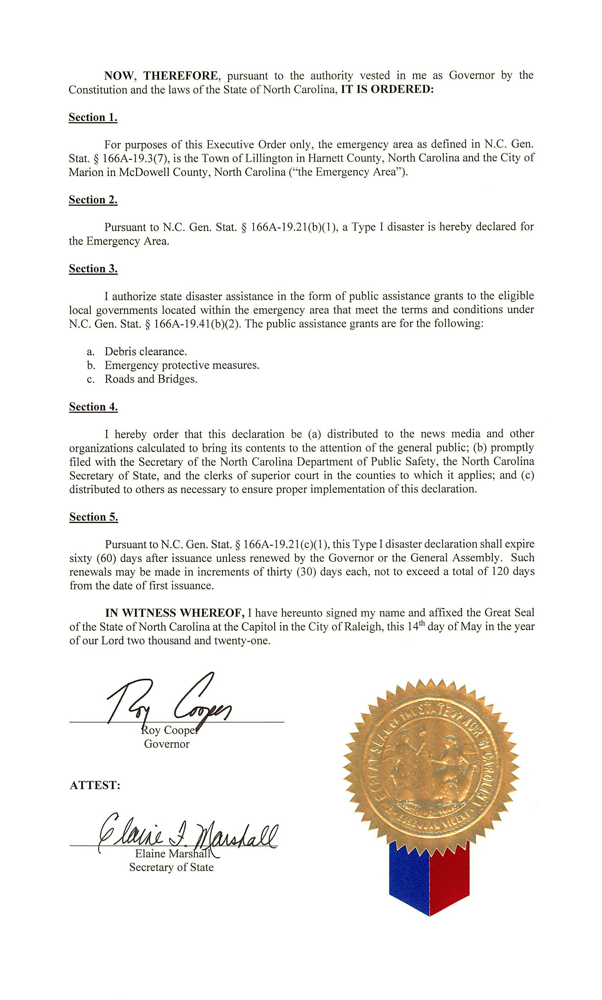 NOW, THEREFORE, pursuant to the authority vested in me as Governor by the
Constitution and the laws of the State of North Carolina, IT IS ORDERED:
Section 1.
For purposes of this Executive Order only, the emergency area as defined in N.C. Gen.
Stat. § 166A-19.3(7), is the Town of Lillington in Harnett County, North Carolina and the City of
Marion in McDowell County, North Carolina (“the Emergency Area”).
Section 2.
Pursuant to N.C. Gen. Stat. § 166A-19.21(b)(1), a Type I disaster is hereby declared for
the Emergency Area.
Section 3.
I authorize state disaster assistance in the form of public assistance grants to the eligible
local governments located within the emergency area that meet the terms and conditions under
N.C. Gen. Stat. § 166A-19.41(b)(2). The public assistance grants are for the following:
a. Debris clearance.
b. Emergency protective measures.
c. Roads and Bridges.
Section 4.
I hereby order that this declaration be (a) distributed to the news media and other
organizations calculated to bring its contents to the attention of the general public; (b) promptly
filed with the Secretary of the North Carolina Department of Public Safety, the North Carolina
Secretary of State, and the clerks of superior court in the counties to which it applies; and (c)
distributed to others as necessary to ensure proper implementation of this declaration.
Section 5.
Pursuant to N.C. Gen. Stat. § 166A-19.21(c)(1), this Type I disaster declaration shall expire
sixty (60) days after issuance unless renewed by the Governor or the General Assembly. Such
renewals may be made in increments of thirty (30) days each, not to exceed a total of 120 days
from the date of first issuance.
IN WITNESS WHEREOF, I have hereunto signed my name and affixed the Great Seal
of the State of North Carolina at the Capitol in the City of Raleigh, this 14th day of May in the year
of our Lord two thousand and twenty-one.
Roy Cooper
Roy Cooper
Governor
ATTEST:
Elaine F. Marshall
Elaine Marshall
Secretary of State
SEAL OF THE STATE OF NORTH CAROLINA
VIDERI